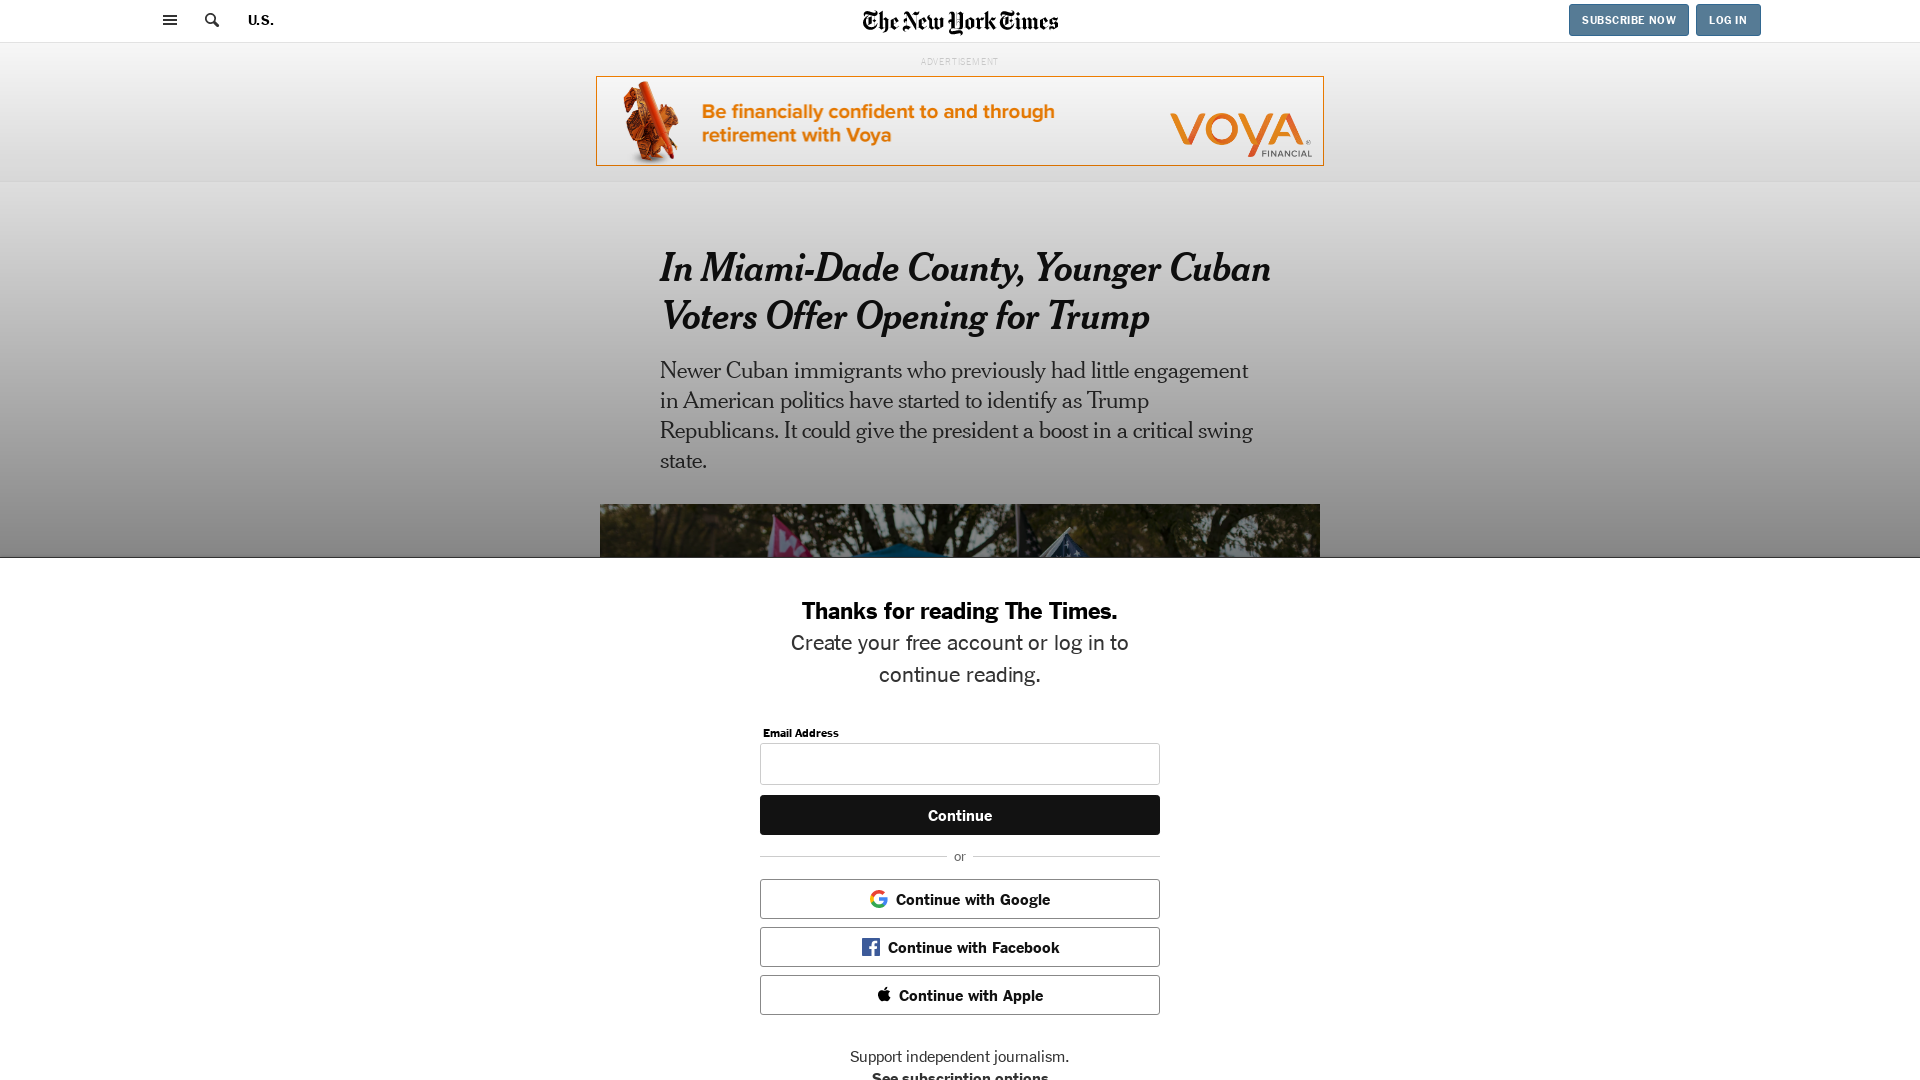 U.S.
The New York Times
SUBSCRIBE NOW
LOG IN
ADVERTISEMENT
Be financially confident to and through
retirement with Voya
VOYA®
FINANCIAL
In Miami-Dade County, Younger Cuban
Voters Offer Opening for Trump
Newer Cuban immigrants who previously had little engagement
in American politics have started to identify as Trump
Republicans. It could give the president a boost in a critical swing
state.
Thanks for reading The Times.
Create your free account or log in to
continue reading.
Email Address
Continue
or
Continue with Google
Continue with Facebook
Continue with Apple
Support independent journalism.
See subscription options